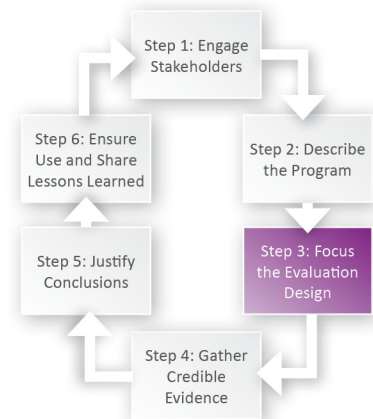 Step 1: Engage
Stakeholders
Step 2: Describe
the Program
Step 3: Focus
the Evaluation
Design
Step 4: Gather
Credible
Evidence
Step 5: Justify
Conclusions
Step 6: Ensure
Use and Share
Lessons Learned